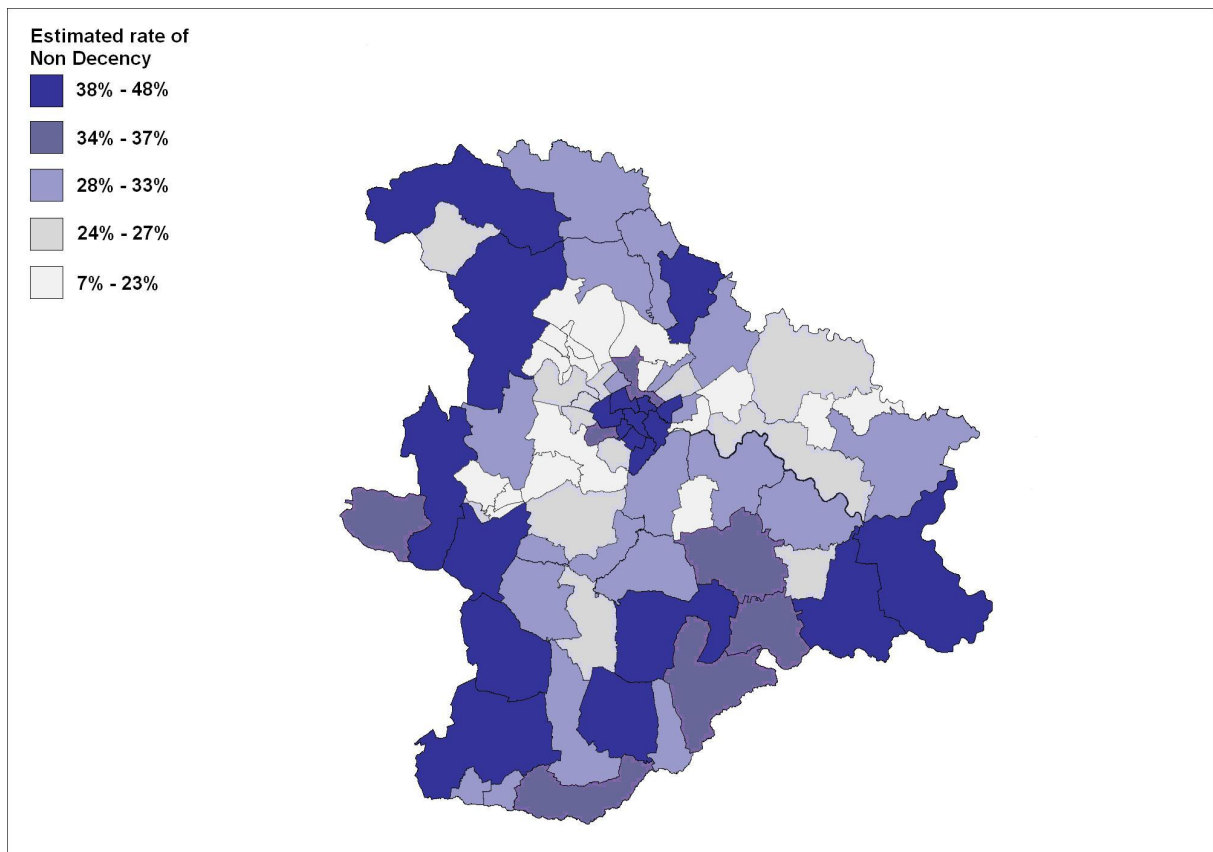 Estimated rate of
Non Decency
38% - 48%
34% - 37%
28% - 33%
24% - 27%
7% - 23%